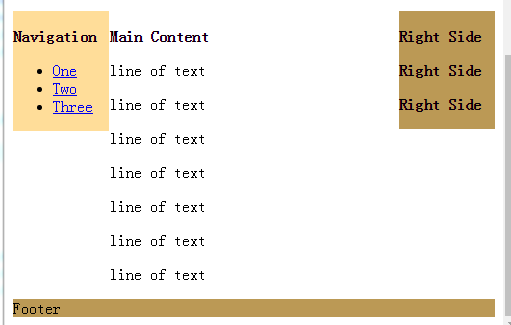 Navigation
One
Two
Three
Main Content
line of text
line of text
line of text
line of text
line of text
line of text
line of text
Right Side
Right Side
Right Side
Footer